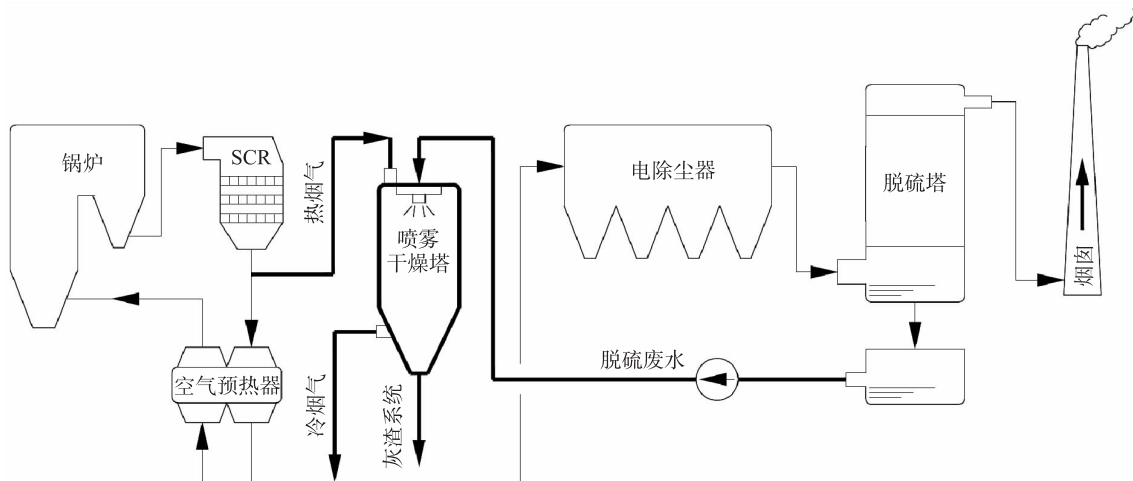 锅炉
SCR
热烟气
喷雾
干燥塔
电除尘器
脱硫塔
烟囱
空气预热器
冷烟气
灰渣系统
脱硫废水